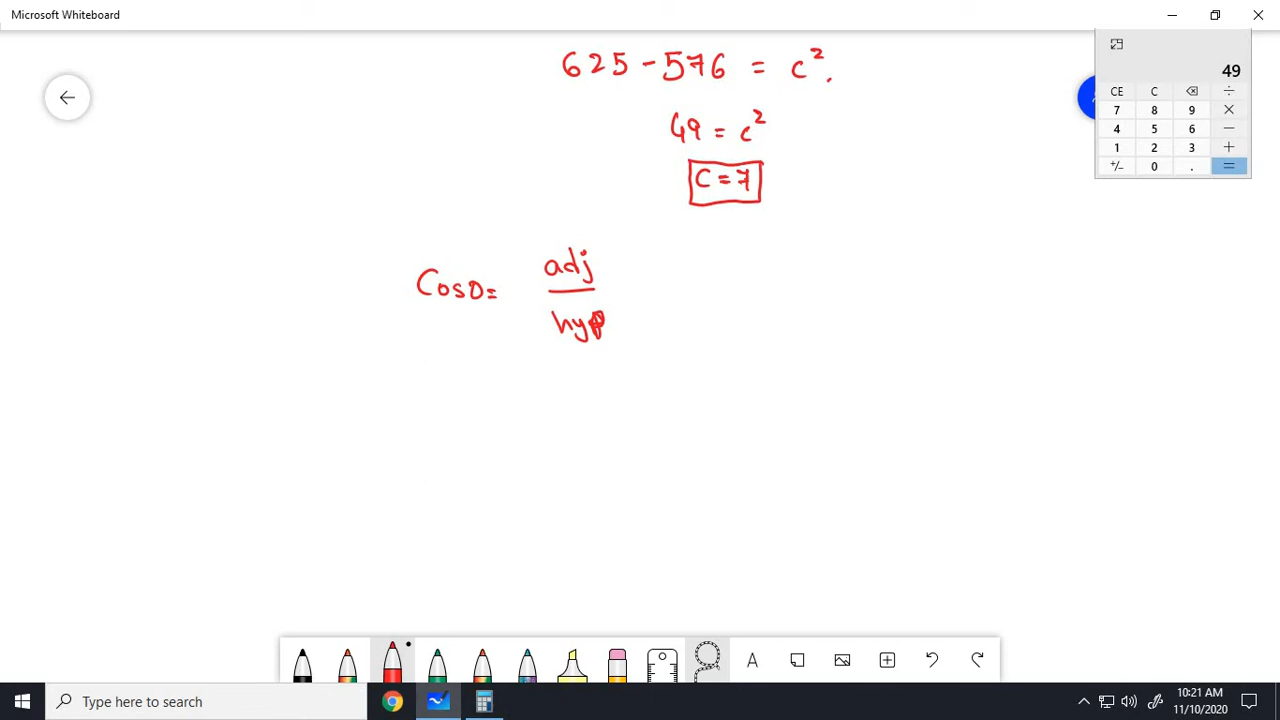 Microsoft Whiteboard
625 - 576 = c².
49 = c²
C = 7
Cosθ = adj
hyp
49
CE C ÷
7 8 9 ×
4 5 6 −
1 2 3 +
+/− 0 . =
A
Type here to search
10:21 AM
11/10/2020